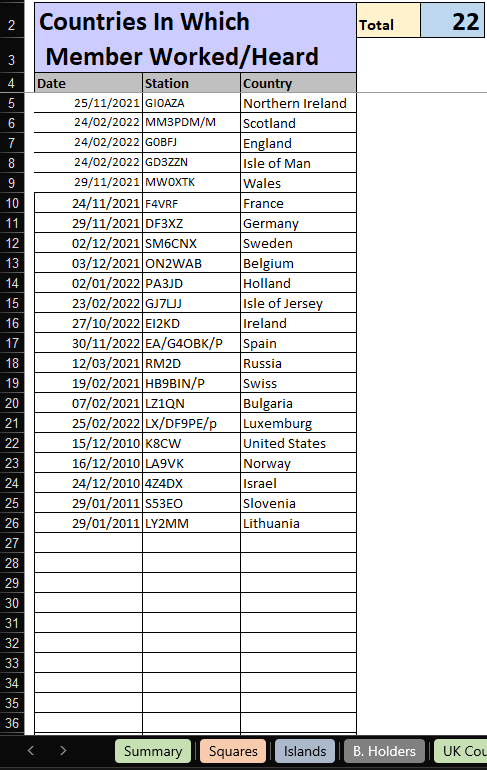 2 Countries In Which Total 22
3 Member Worked/Heard
4 Date Station Country
5 25/11/2021 GI0AZA Northern Ireland
6 24/02/2022 MM3PDM/M Scotland
7 24/02/2022 G0BFJ England
8 24/02/2022 GD3ZZN Isle of Man
9 29/11/2021 MW0XTK Wales
10 24/11/2021 F4VRF France
11 29/11/2021 DF3XZ Germany
12 02/12/2021 SM6CNX Sweden
13 03/12/2021 ON2WAB Belgium
14 02/01/2022 PA3JD Holland
15 23/02/2022 GJ7LJJ Isle of Jersey
16 27/10/2022 EI2KD Ireland
17 30/11/2022 EA/G4OBK/P Spain
18 12/03/2021 RM2D Russia
19 19/02/2021 HB9BIN/P Swiss
20 07/02/2021 LZ1QN Bulgaria
21 25/02/2022 LX/DF9PE/p Luxemburg
22 15/12/2010 K8CW United States
23 16/12/2010 LA9VK Norway
24 24/12/2010 4Z4DX Israel
25 29/01/2011 S53EO Slovenia
26 29/01/2011 LY2MM Lithuania
27
28
29
30
31
32
33
34
35
36
Summary Squares Islands B. Holders UK Cou